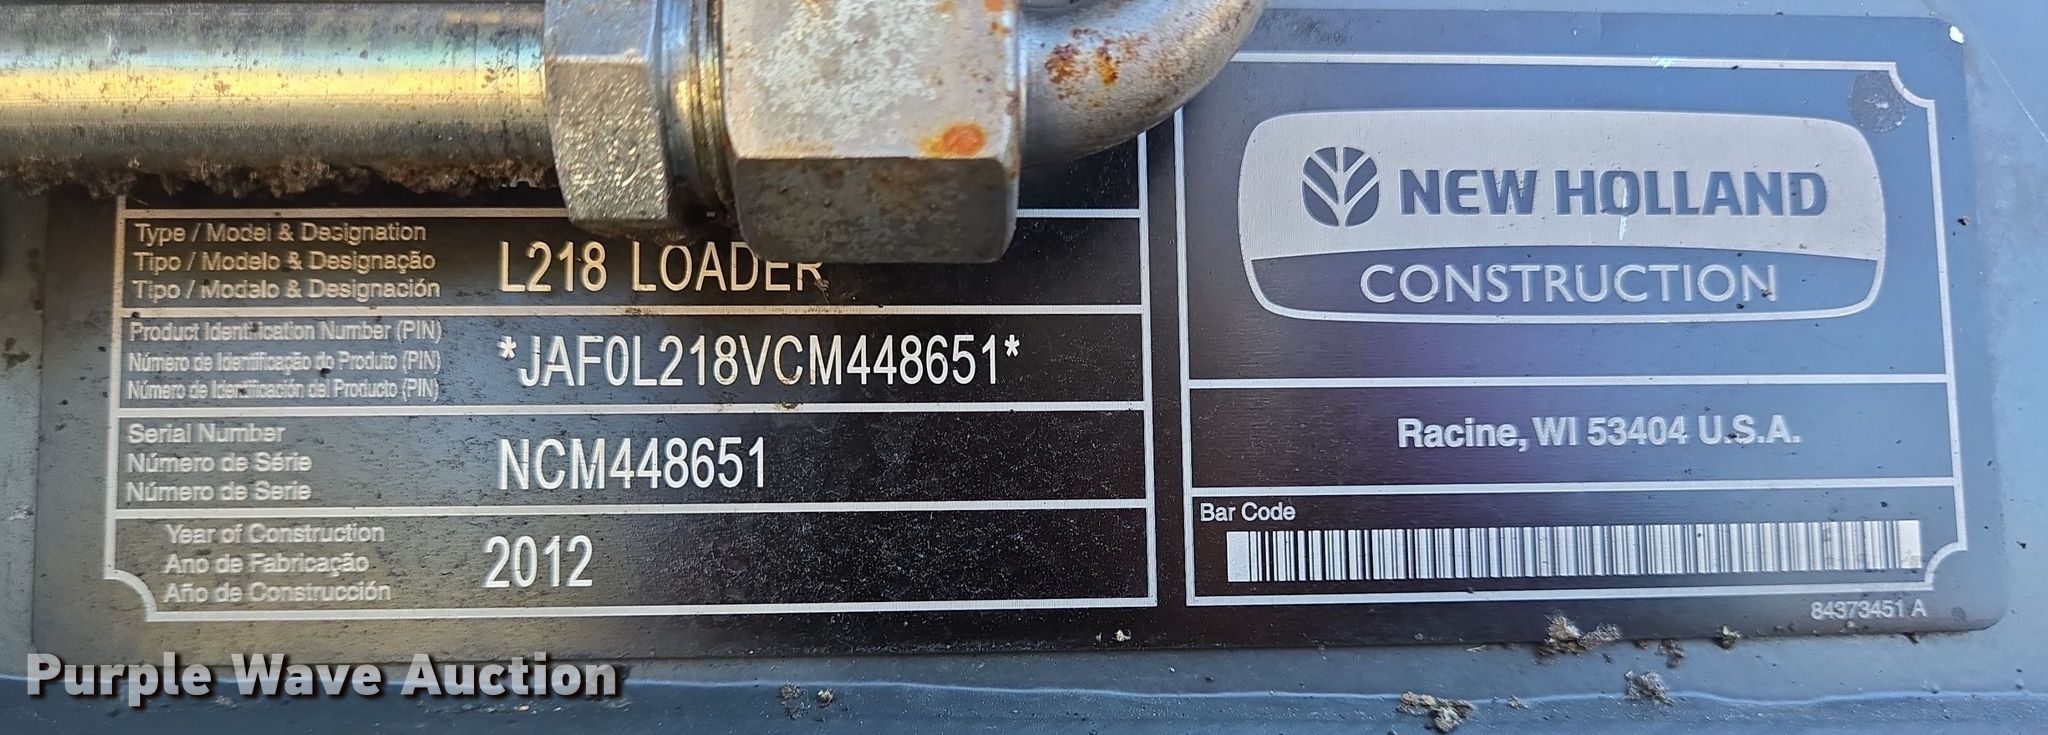 Type / Model & Designation
Tipo / Modelo & Designação
Tipo / Modalo & Designación
L218 LOADER
Product Identification Number (PIN)
Número de Identificação do Produto (PIN)
Número de Identificación del Producto (PIN)
*JAF0L218VCM448651*
Serial Number
Número de Série
Número de Serie
NCM448651
Year of Construction
Ano de Fabricação
Año de Construcción
2012
NEW HOLLAND
CONSTRUCTION
Racine, WI 53404 U.S.A.
Bar Code
84373451 A
Purple Wave Auction